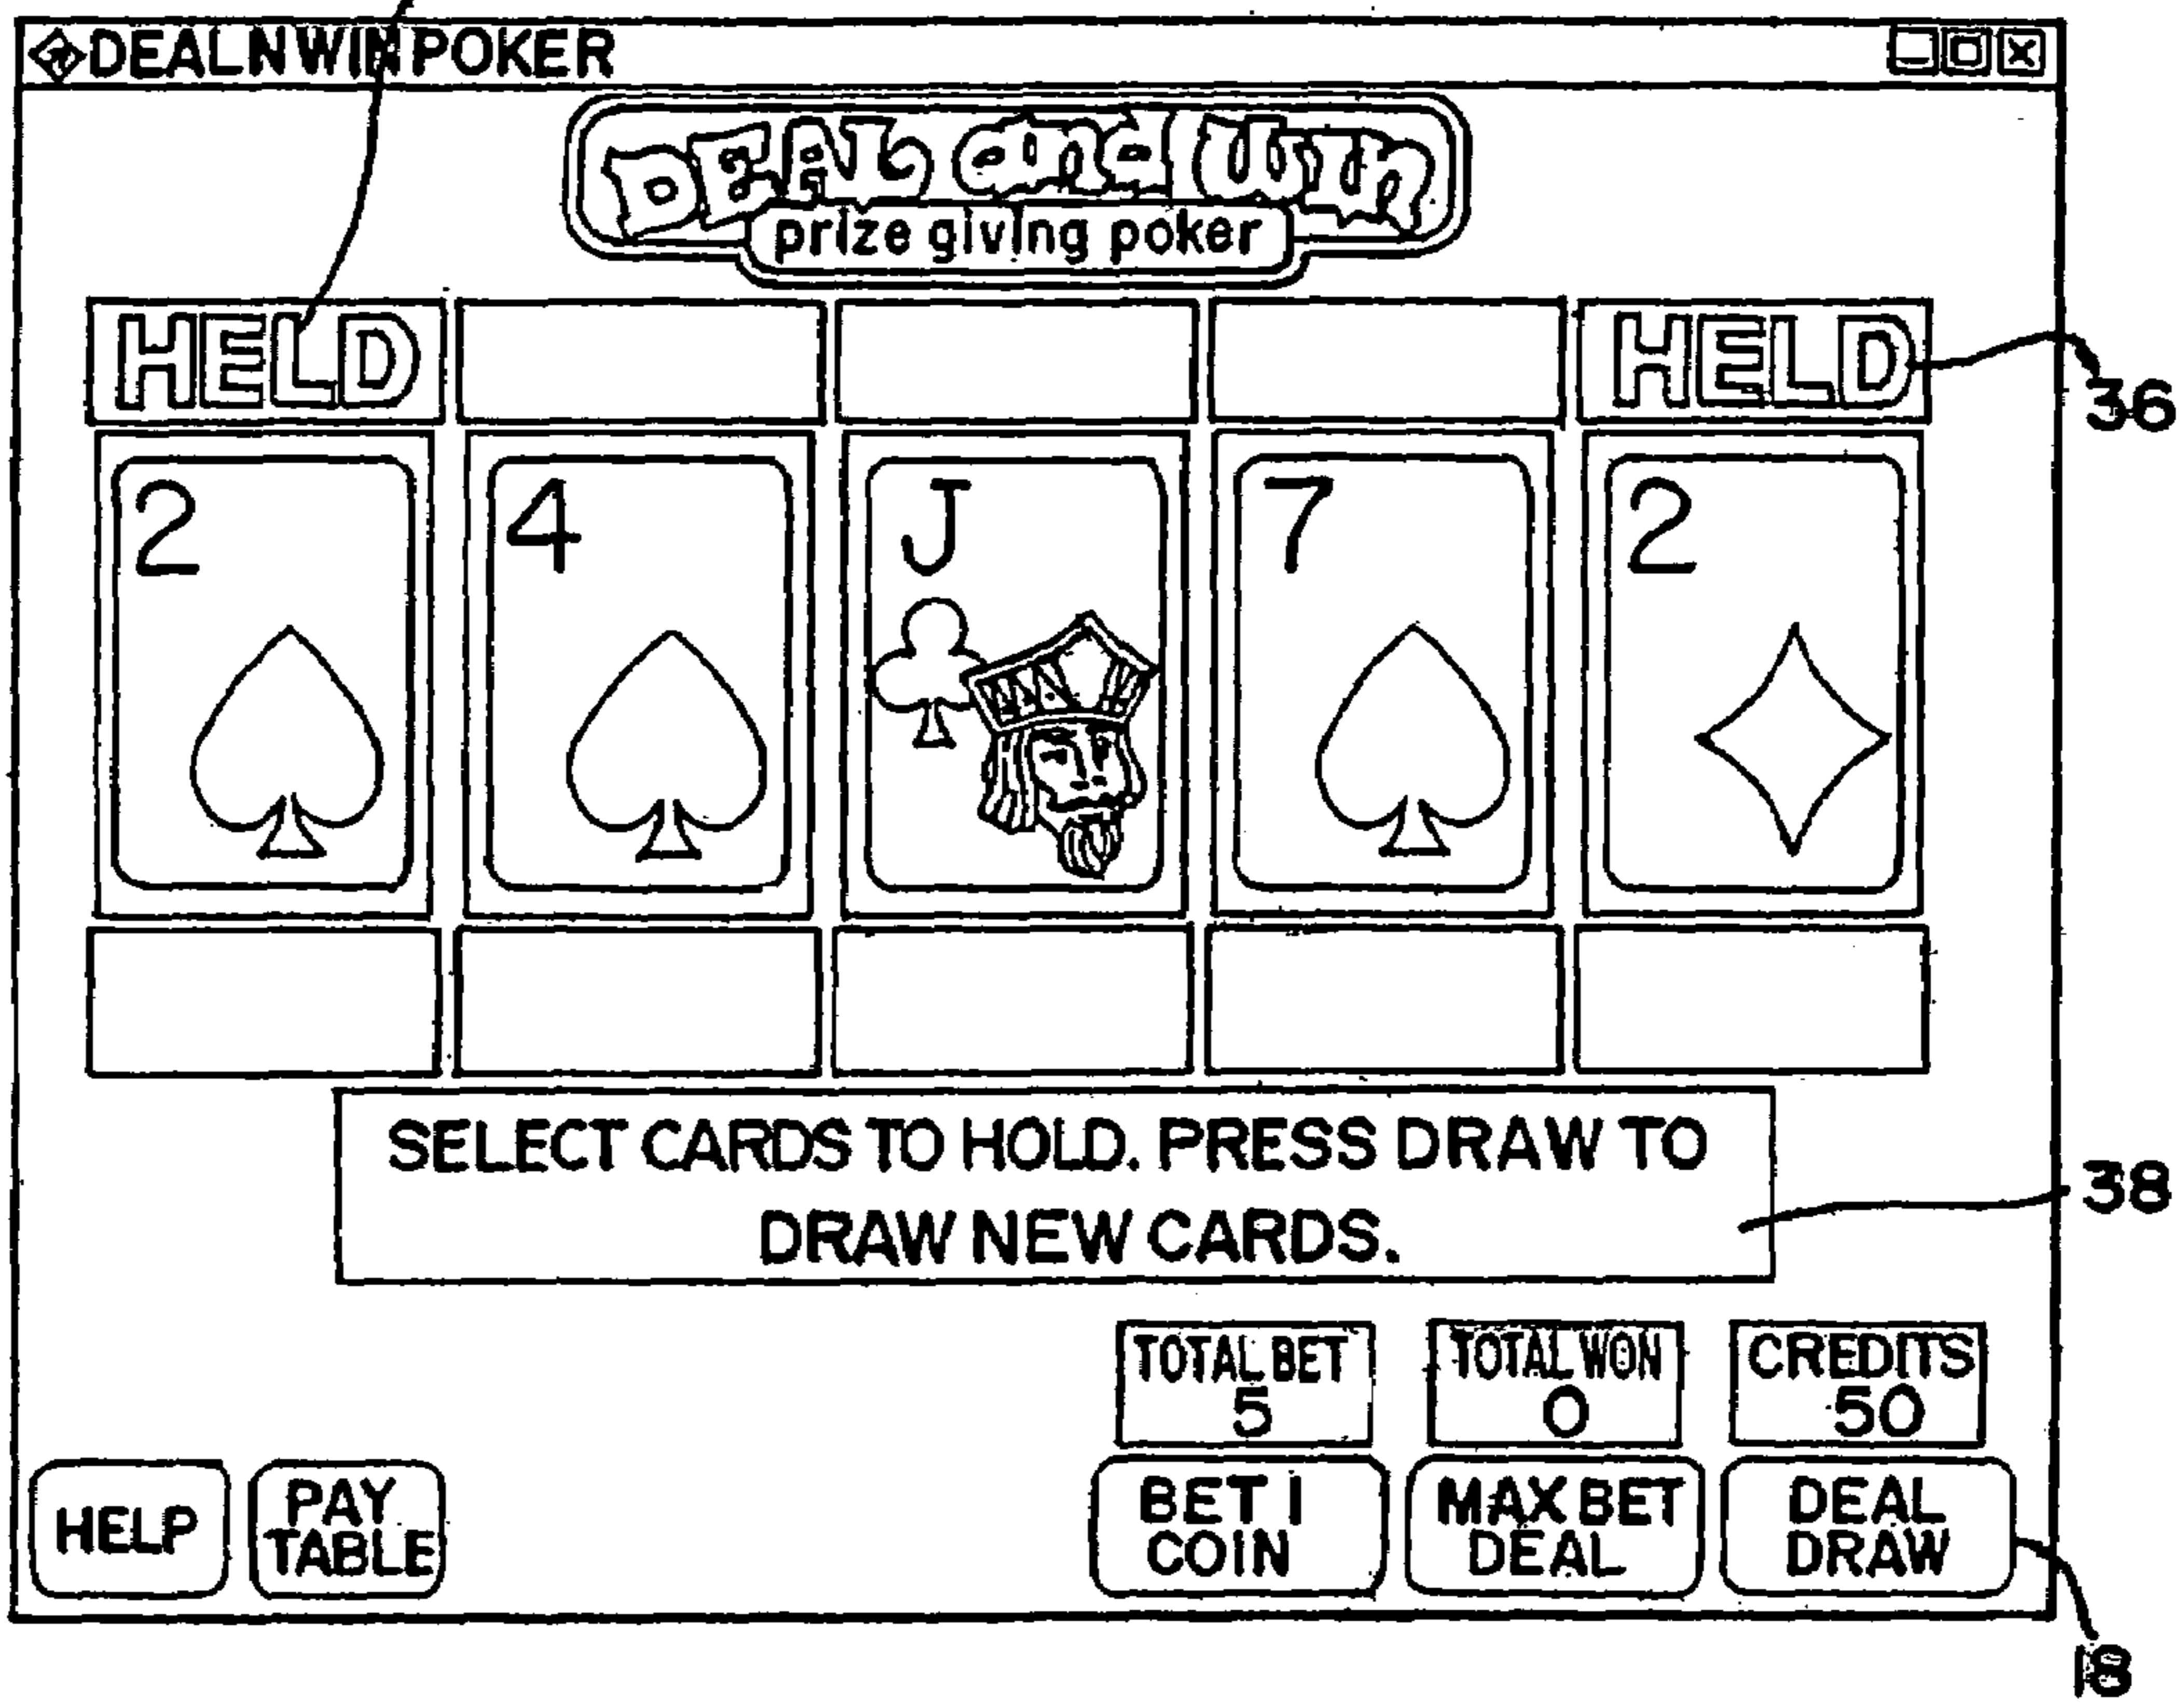 DEALNWINPOKER
DEAL and Win
prize giving poker
HELD HELD
36
2 4 J 7 2
SELECT CARDS TO HOLD. PRESS DRAW TO
DRAW NEW CARDS.
38
TOTAL BET TOTAL WON CREDITS
5 0 50
HELP
PAY
TABLE
BET 1
COIN
MAX BET
DEAL
DEAL
DRAW
18